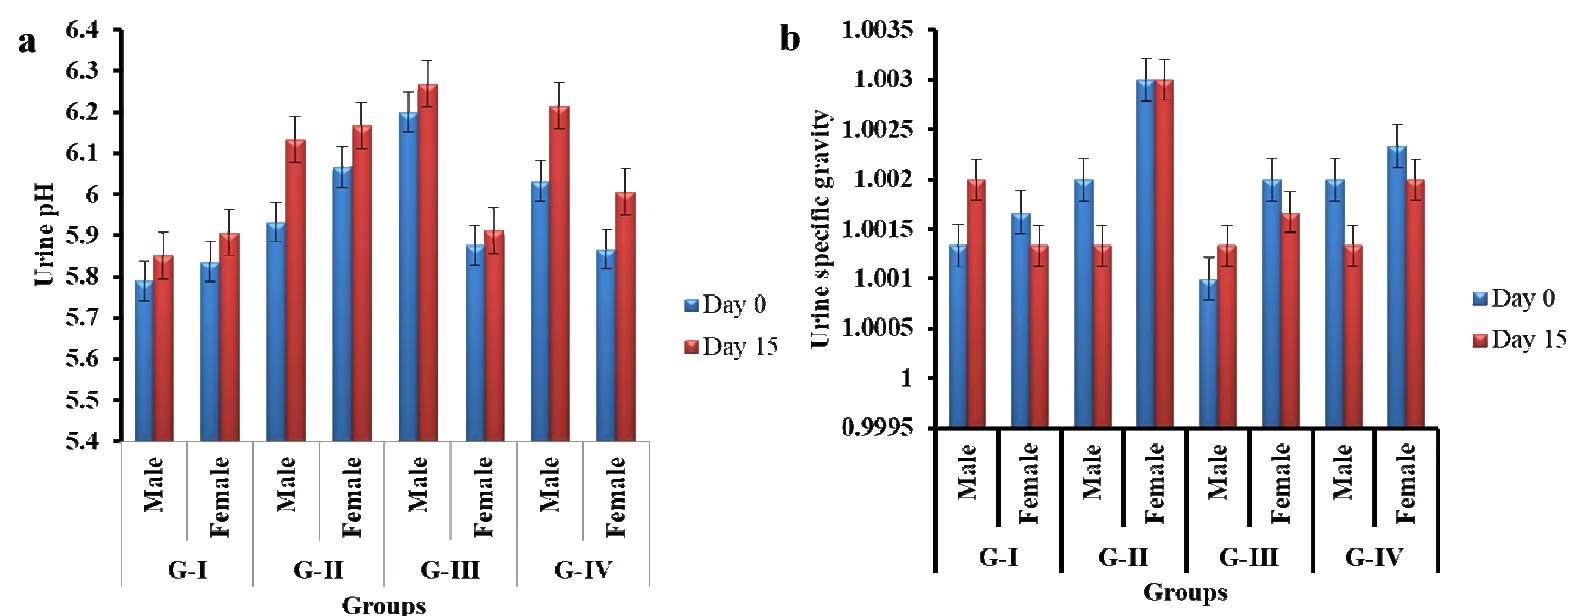 a
6.4
6.3
6.2
6.1
6
5.9
5.8
5.7
5.6
5.5
5.4
Urine pH
Male
Female
Male
Female
Male
Female
Male
Female
G-I
G-II
G-III
G-IV
Groups
Day 0
Day 15
b
1.0035
1.003
1.0025
1.002
1.0015
1.001
1.0005
1
0.9995
Urine specific gravity
Male
Female
Male
Female
Male
Female
Male
Female
G-I
G-II
G-III
G-IV
Groups
Day 0
Day 15